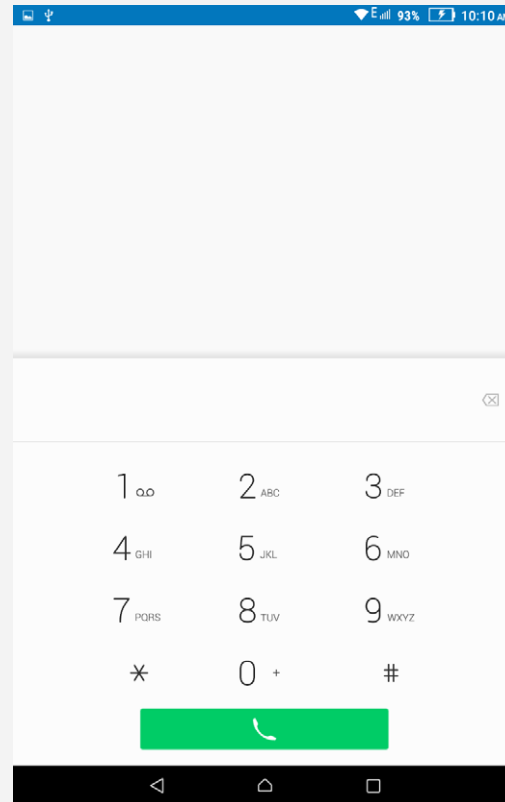 E 93% 10:10 AM
1 2 ABC 3 DEF
4 GHI 5 JKL 6 MNO
7 PQRS 8 TUV 9 WXYZ
* 0 + #